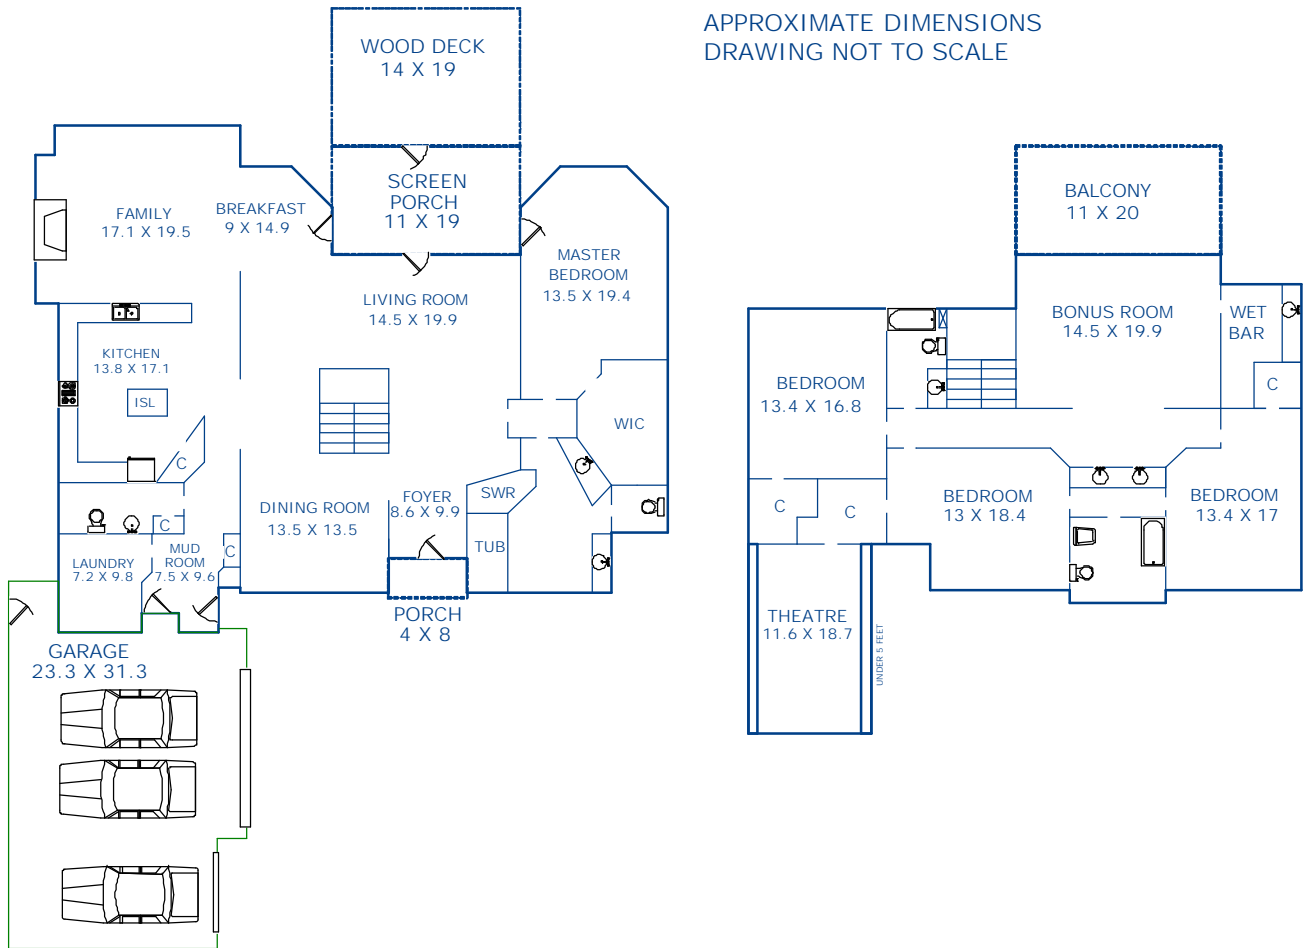 APPROXIMATE DIMENSIONS
DRAWING NOT TO SCALE
WOOD DECK
14 X 19
SCREEN
PORCH
11 X 19
FAMILY
17.1 X 19.5
BREAKFAST
9 X 14.9
MASTER
BEDROOM
13.5 X 19.4
LIVING ROOM
14.5 X 19.9
KITCHEN
13.8 X 17.1
ISL
WIC
C
SWR
FOYER
8.6 X 9.9
DINING ROOM
13.5 X 13.5
C
TUB
LAUNDRY
7.2 X 9.8
MUD
ROOM
7.5 X 9.6
C
PORCH
4 X 8
GARAGE
23.3 X 31.3
BALCONY
11 X 20
BONUS ROOM
14.5 X 19.9
WET
BAR
C
BEDROOM
13.4 X 16.8
C
C
BEDROOM
13 X 18.4
BEDROOM
13.4 X 17
THEATRE
11.6 X 18.7
UNDER 5 FEET